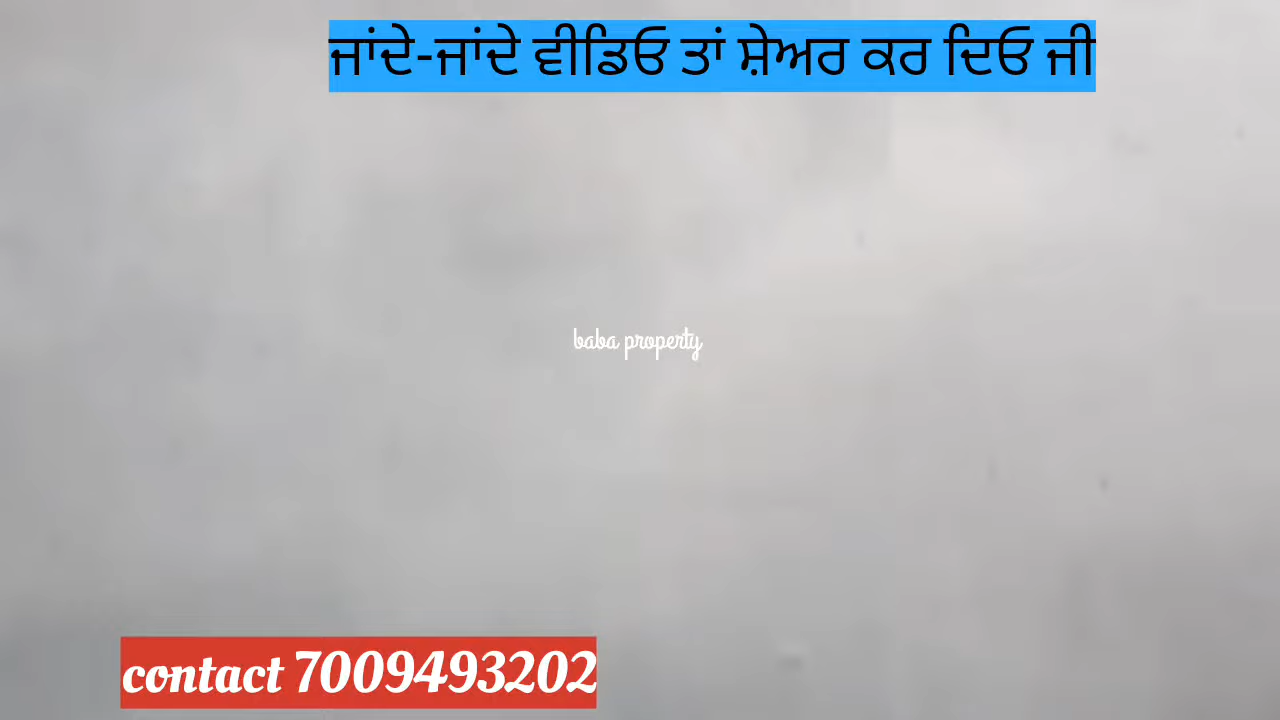 ਜਾਂਦੇ-ਜਾਂਦੇ ਵੀਡਿਓ ਤਾਂ ਸ਼ੇਅਰ ਕਰ ਦਿਓ ਜੀ
baba property
contact 7009493202